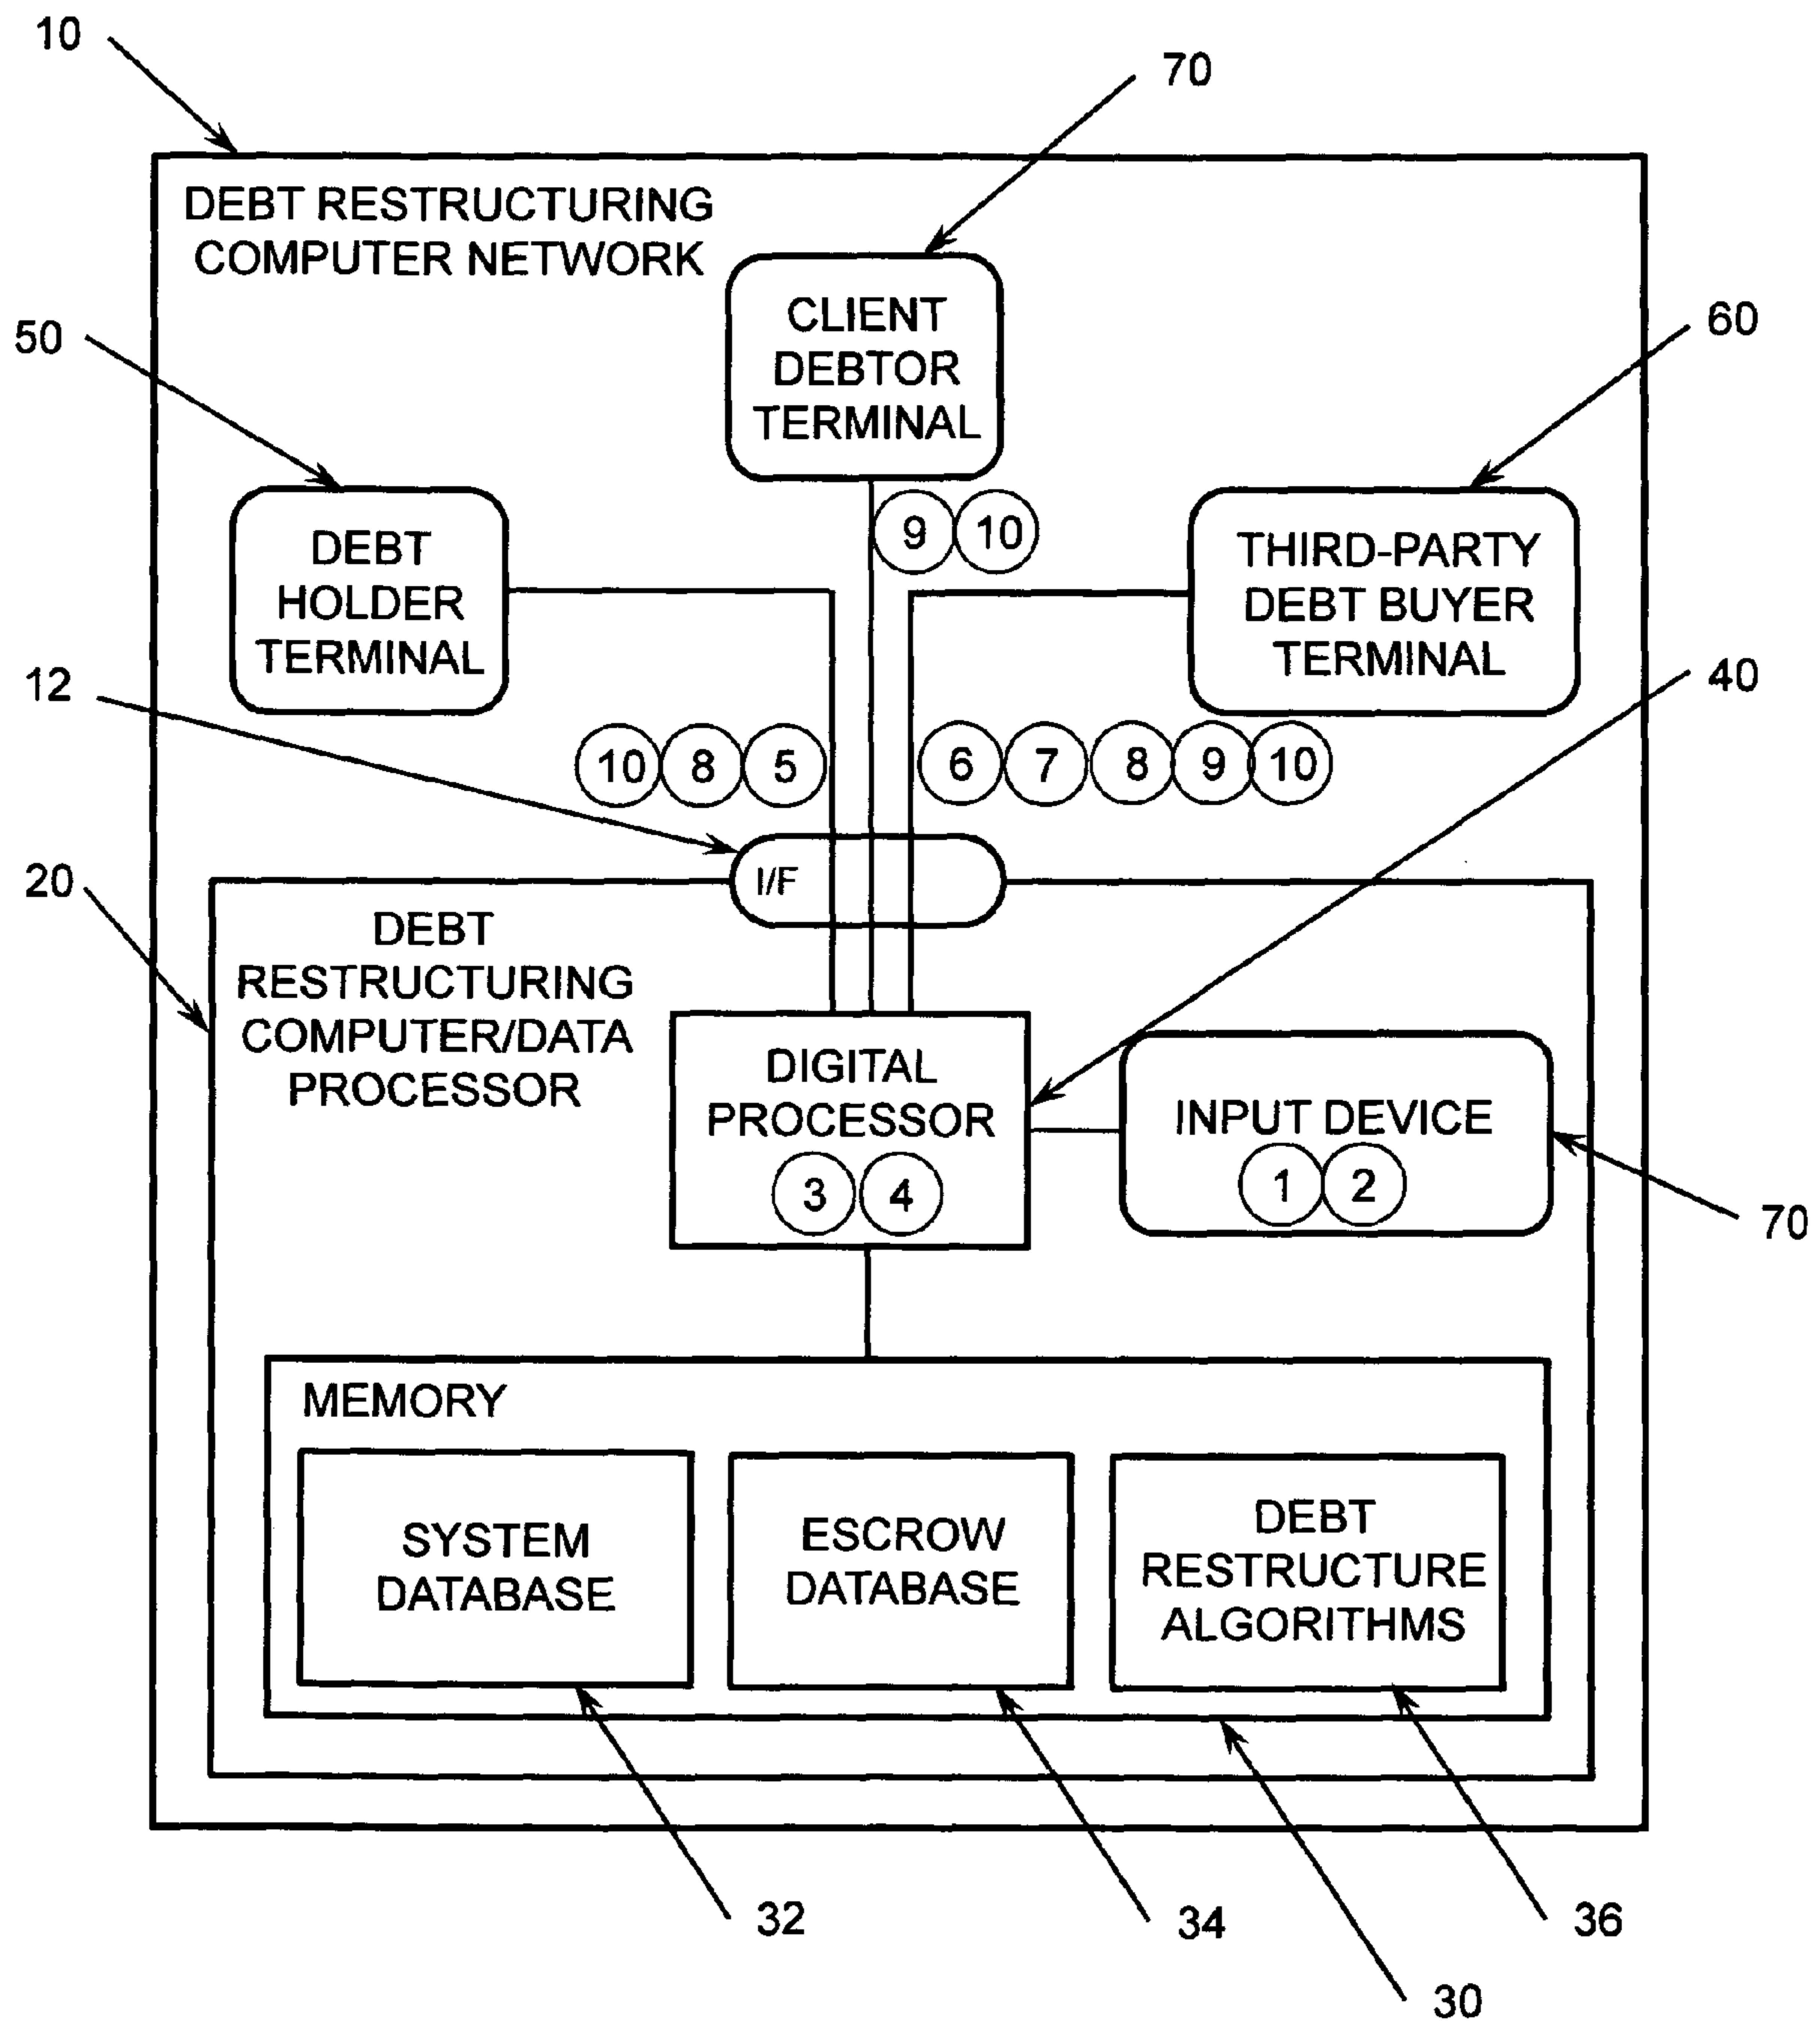 10
70
DEBT RESTRUCTURING
COMPUTER NETWORK
CLIENT
DEBTOR
TERMINAL
50
60
DEBT
HOLDER
TERMINAL
9 10
THIRD-PARTY
DEBT BUYER
TERMINAL
12
40
10 8 5
6 7 8 9 10
I/F
20
DEBT
RESTRUCTURING
COMPUTER/DATA
PROCESSOR
DIGITAL
PROCESSOR
3 4
INPUT DEVICE
1 2
70
MEMORY
SYSTEM
DATABASE
ESCROW
DATABASE
DEBT
RESTRUCTURE
ALGORITHMS
32
34
36
30